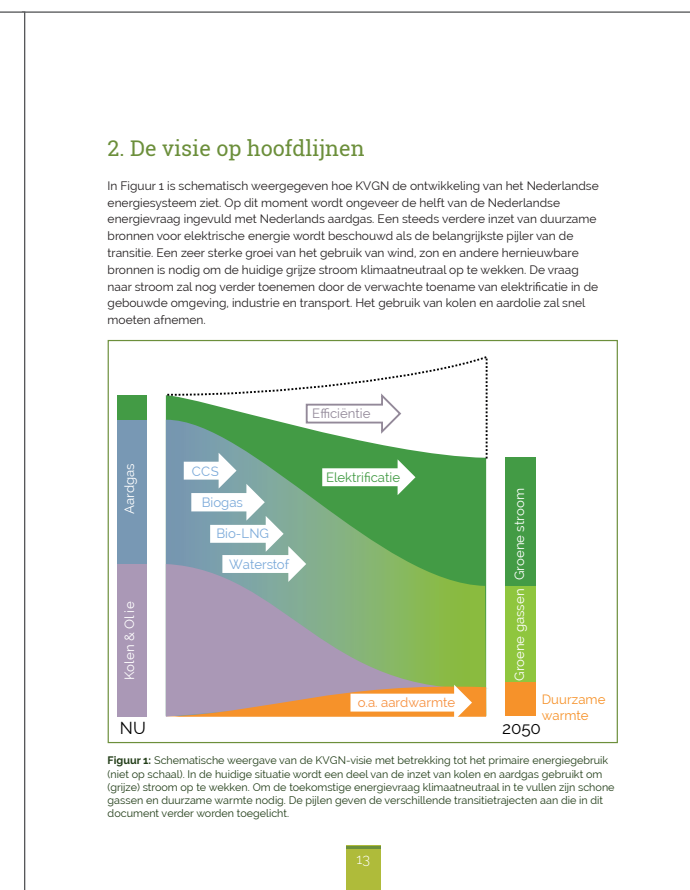 2. De visie op hoofdlijnen
In Figuur 1 is schematisch weergegeven hoe KVGN de ontwikkeling van het Nederlandse
energiesysteem ziet. Op dit moment wordt ongeveer de helft van de Nederlandse
energievraag ingevuld met Nederlands aardgas. Een steeds verdere inzet van duurzame
bronnen voor elektrische energie wordt beschouwd als de belangrijkste pijler van de
transitie. Een zeer sterke groei van het gebruik van wind, zon en andere hernieuwbare
bronnen is nodig om de huidige grijze stroom klimaatneutraal op te wekken. De vraag
naar stroom zal nog verder toenemen door de verwachte toename van elektrificatie in de
gebouwde omgeving, industrie en transport. Het gebruik van kolen en aardolie zal snel
moeten afnemen.
Efficiëntie
CCS
Elektrificatie
Biogas
Bio-LNG
Waterstof
Aardgas
Kolen & Olie
Groene stroom
Groene gassen
o.a. aardwarmte
Duurzame
warmte
NU
2050
Figuur 1: Schematische weergave van de KVGN-visie met betrekking tot het primaire energiegebruik
(niet op schaal). In de huidige situatie wordt een deel van de inzet van kolen en aardgas gebruikt om
(grijze) stroom op te wekken. Om de toekomstige energievraag klimaatneutraal in te vullen zijn schone
gassen en duurzame warmte nodig. De pijlen geven de verschillende transitietrajecten aan die in dit
document verder worden toegelicht.
13